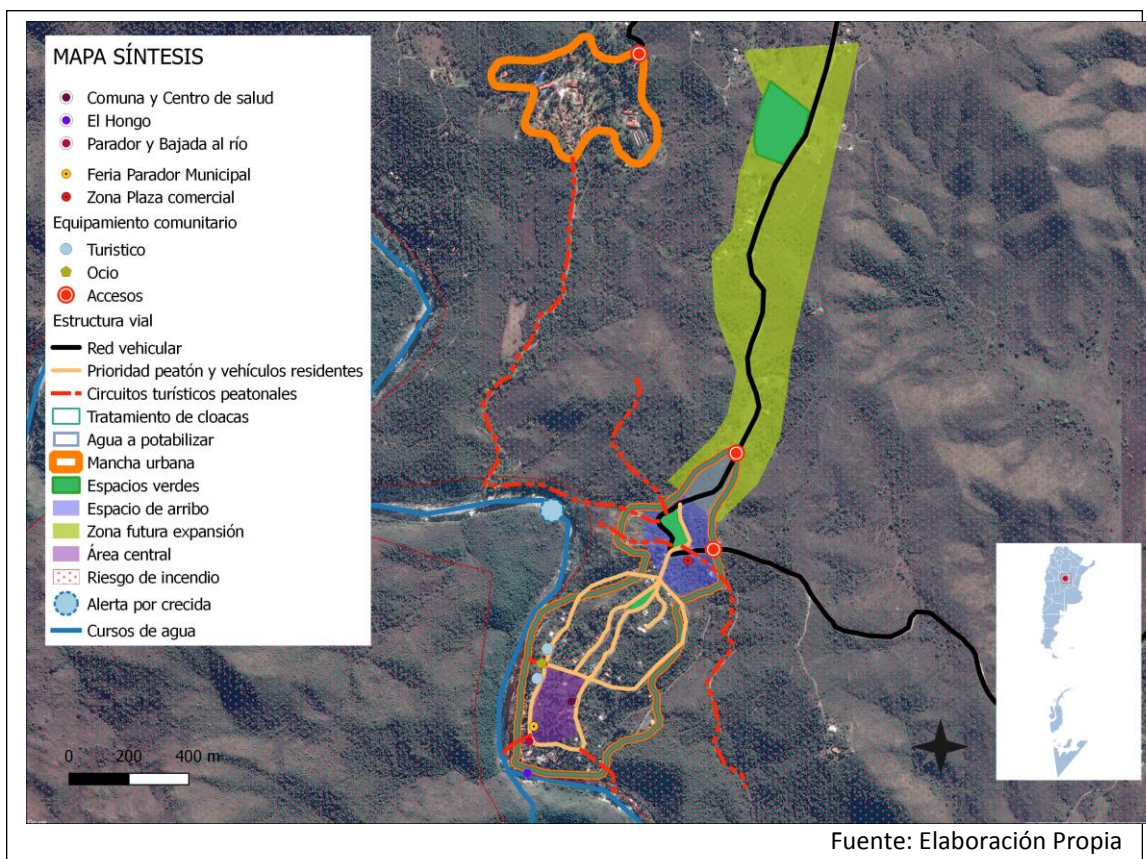 MAPA SÍNTESIS
Comuna y Centro de salud
El Hongo
Parador y Bajada al río
Feria Parador Municipal
Zona Plaza comercial
Equipamiento comunitario
Turistico
Ocio
Accesos
Estructura vial
Red vehicular
Prioridad peatón y vehículos residentes
Circuitos turísticos peatonales
Tratamiento de cloacas
Agua a potabilizar
Mancha urbana
Espacios verdes
Espacio de arribo
Zona futura expansión
Área central
Riesgo de incendio
Alerta por crecida
Cursos de agua
0 200 400 m
Fuente: Elaboración Propia